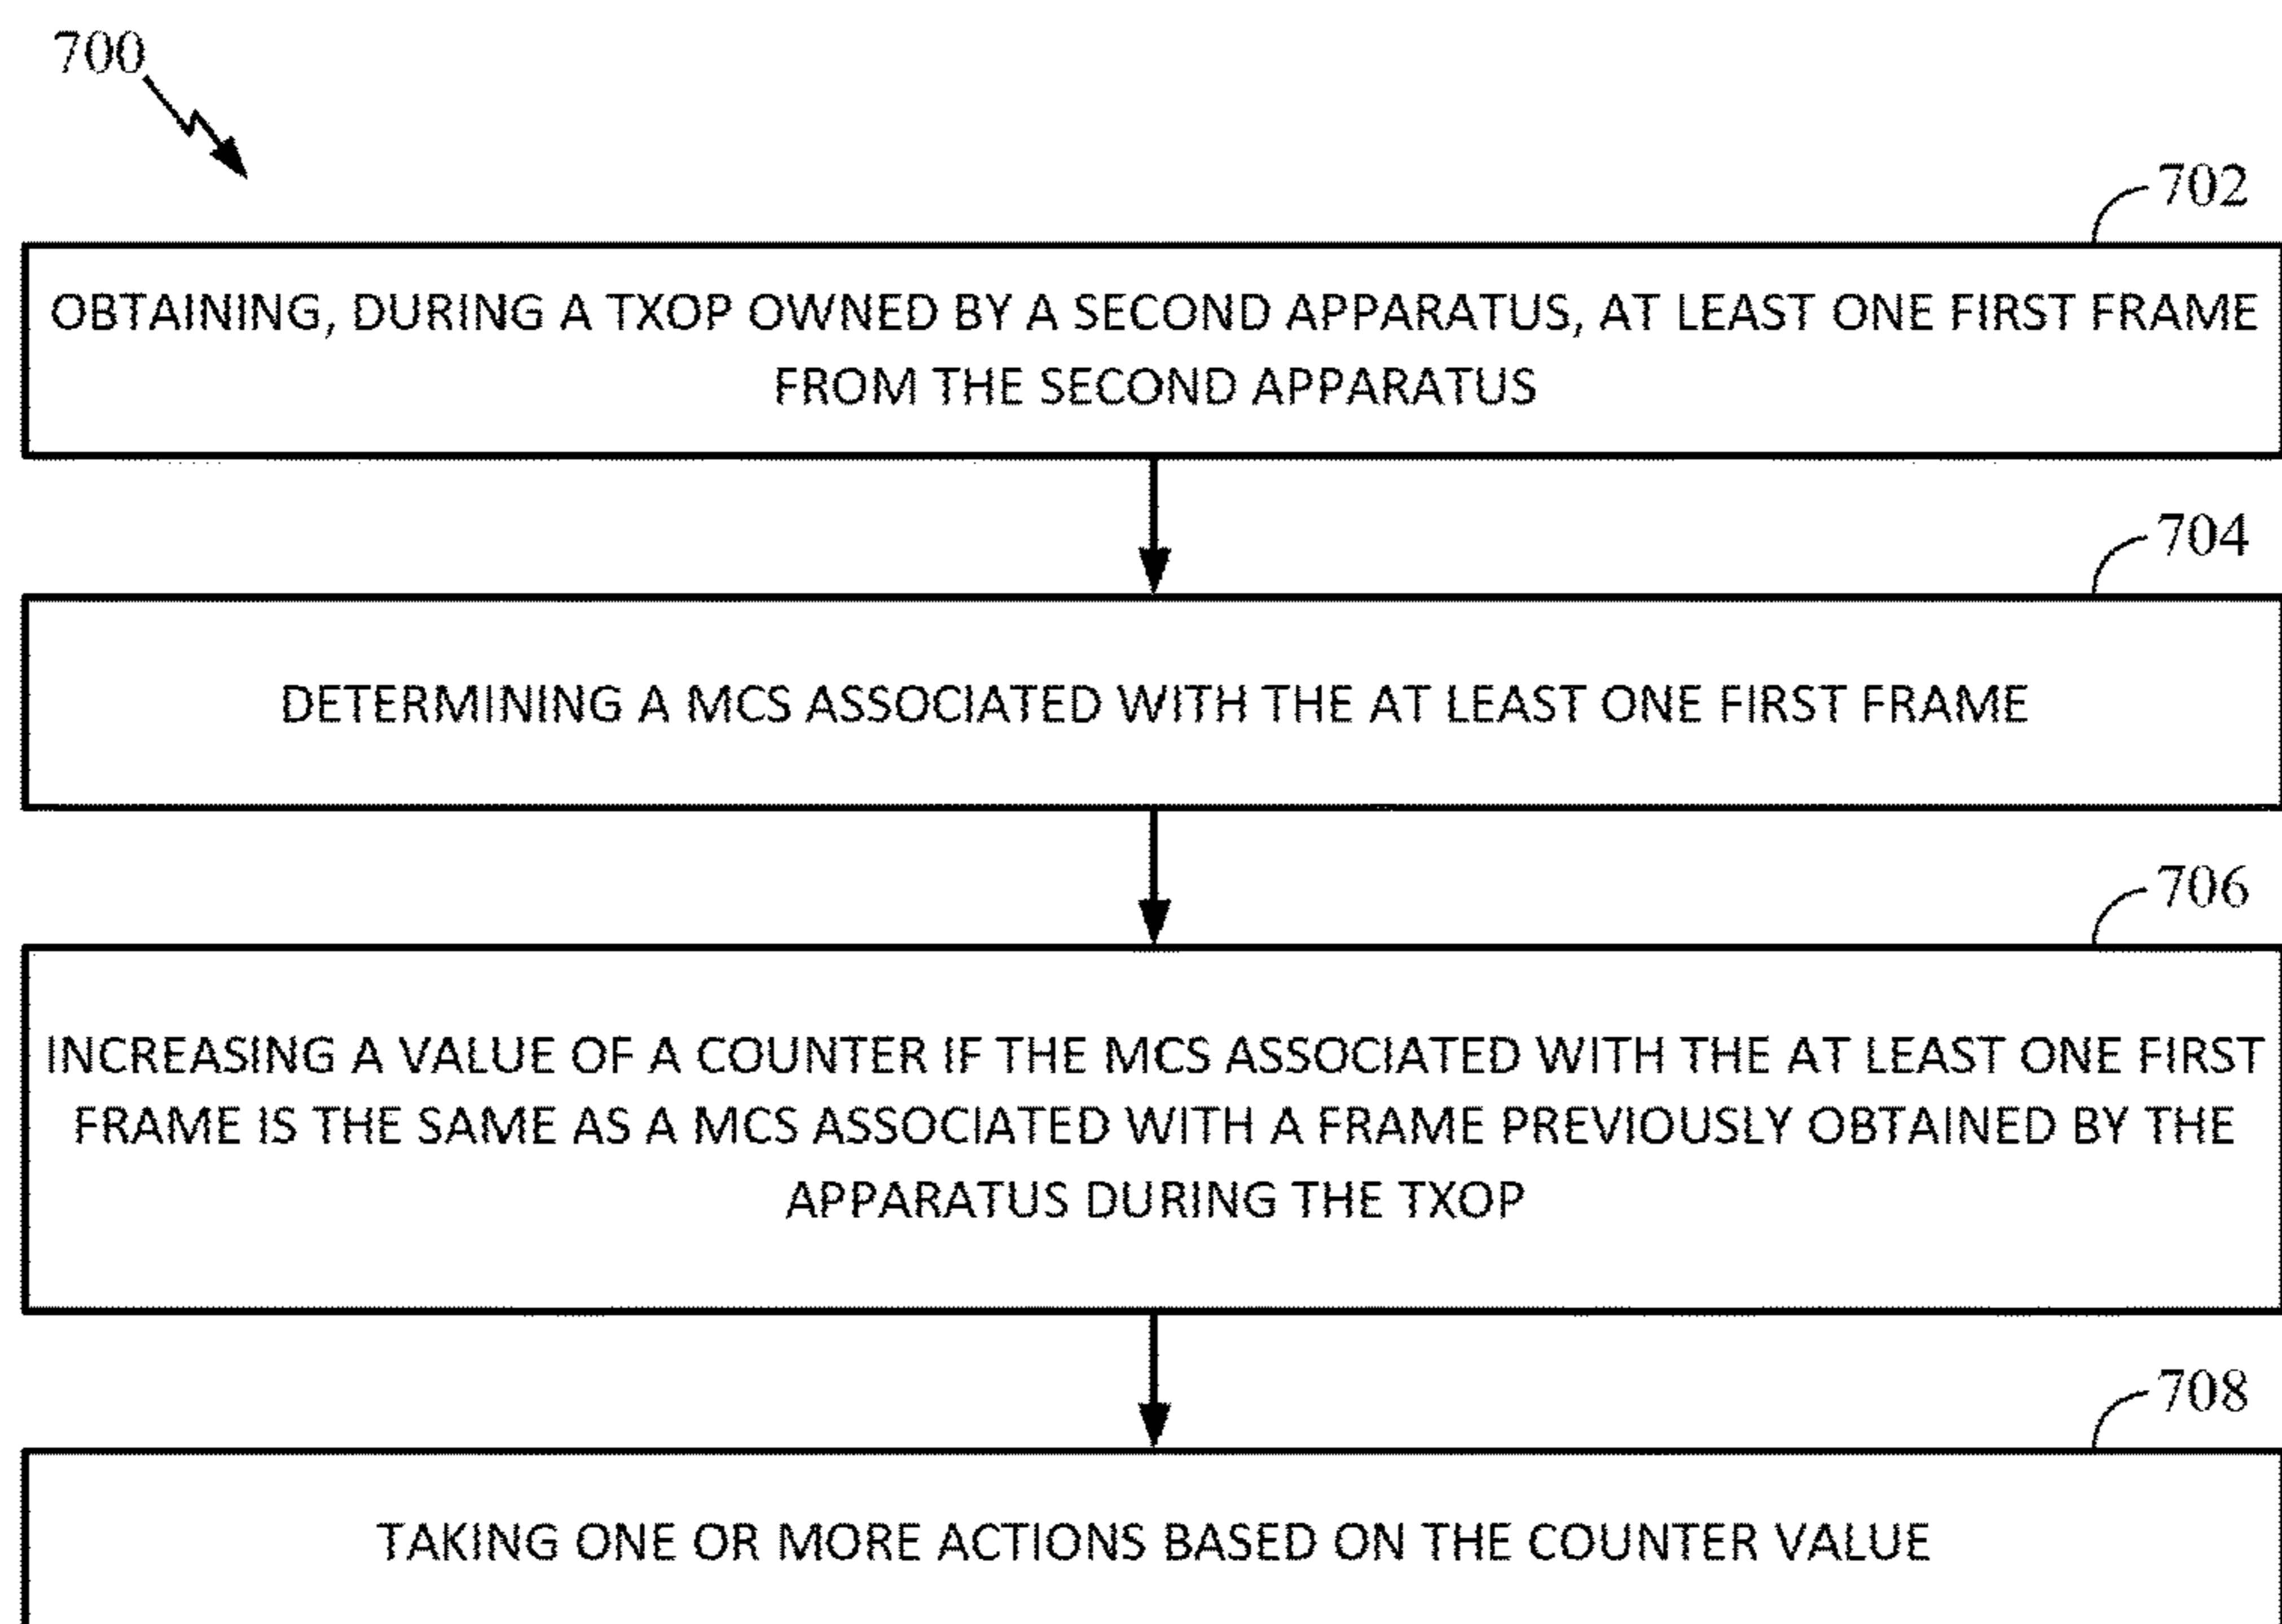 700
702
OBTAINING, DURING A TXOP OWNED BY A SECOND APPARATUS, AT LEAST ONE FIRST FRAME
FROM THE SECOND APPARATUS
704
DETERMINING A MCS ASSOCIATED WITH THE AT LEAST ONE FIRST FRAME
706
INCREASING A VALUE OF A COUNTER IF THE MCS ASSOCIATED WITH THE AT LEAST ONE FIRST
FRAME IS THE SAME AS A MCS ASSOCIATED WITH A FRAME PREVIOUSLY OBTAINED BY THE
APPARATUS DURING THE TXOP
708
TAKING ONE OR MORE ACTIONS BASED ON THE COUNTER VALUE